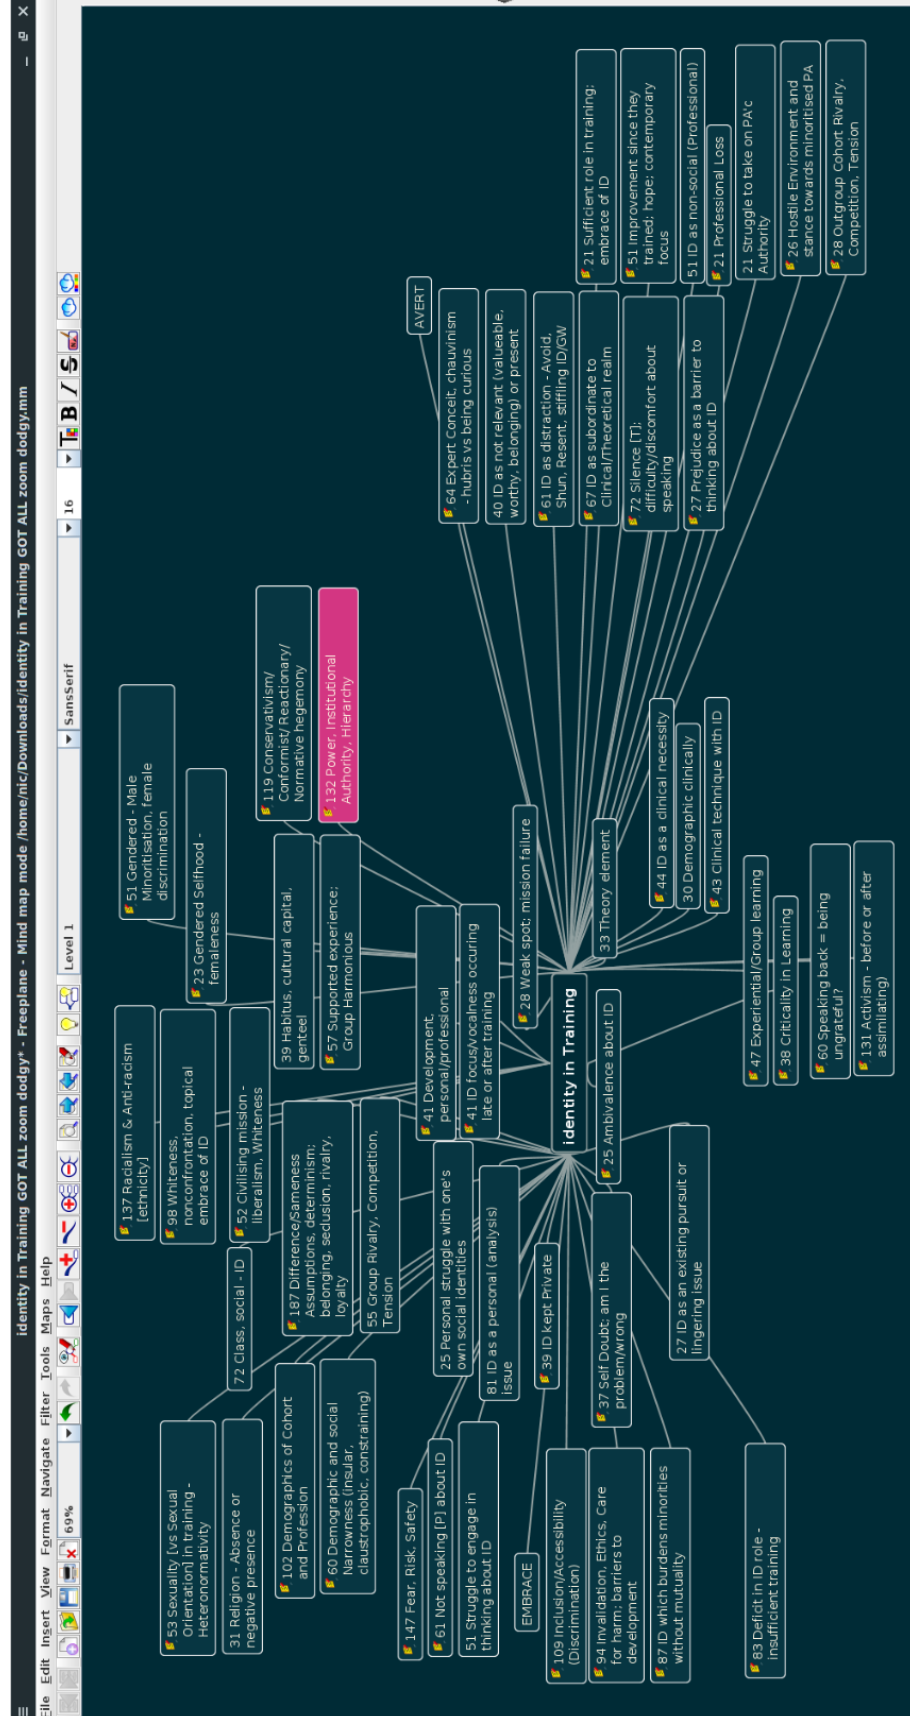 identity in Training GOT ALL zoom dodgy* - Freeplane - Mind map mode /home/nic/Downloads/identity in Training GOT ALL zoom dodgy.mm
File Edit Insert View Format Navigate Filter Tools Maps Help
69%
Level 1
SansSerif
16
T B I S
137 Racialism & Anti-racism
[ethnicity]
51 Gendered - Male
Minoritisation, female
discrimination
53 Sexuality [vs Sexual
Orientation] in training -
Heteronormativity
98 Whiteness,
nonconfrontation, topical
embrace of ID
23 Gendered Selfhood -
femaleness
31 Religion - Absence or
negative presence
72 Class, social - ID
52 Civilising mission -
liberalism, Whiteness
119 Conservativism/
Conformist/ Reactionary/
Normative hegemony
102 Demographics of Cohort
and Profession
187 Difference/Sameness
Assumptions, determinism;
belonging, seclusion, rivalry,
loyalty
39 Habitus, cultural capital,
genteel
132 Power, Institutional
Authority, Hierarchy
60 Demographic and social
Narrowness (insular,
claustrophobic, constraining)
55 Group Rivalry, Competition,
Tension
57 Supported experience;
Group Harmonious
147 Fear, Risk, Safety
61 Not speaking [P] about ID
51 Struggle to engage in
thinking about ID
25 Personal struggle with one's
own social identities
81 ID as a personal (analysis)
issue
41 Development,
personal/professional
41 ID focus/vocalness occuring
late or after training
AVERT
64 Expert Conceit, chauvinism
- hubris vs being curious
40 ID as not relevant (valueable,
worthy, belonging) or present
61 ID as distraction - Avoid,
Shun, Resent, stiffling ID/GW
67 ID as subordinate to
Clinical/Theoretical realm
72 Silence [T];
difficulty/discomfort about
speaking
27 Prejudice as a barrier to
thinking about ID
21 Sufficient role in training;
embrace of ID
51 Improvement since they
trained; hope; contemporary
focus
51 ID as non-social (Professional)
21 Professional Loss
21 Struggle to take on PA'c
Authority
26 Hostile Environment and
stance towards minoritised PA
28 Outgroup Cohort Rivalry,
Competition, Tension
EMBRACE
39 ID kept Private
28 Weak spot; mission failure
identity in Training
109 Inclusion/Accessibility
(Discrimination)
94 Invalidation, Ethics, Care
for harm; barriers to
development
87 ID which burdens minorities
without mutuality
37 Self Doubt; am I the
problem/wrong
25 Ambivalence about ID
33 Theory element
44 ID as a clinical necessity
30 Demographic clinically
43 Clinical technique with ID
27 ID as an existing pursuit or
lingering issue
83 Deficit in ID role -
insufficient training
47 Experiential/Group learning
38 Criticality in Learning
60 Speaking back = being
ungrateful?
131 Activism - before or after
assimilating)